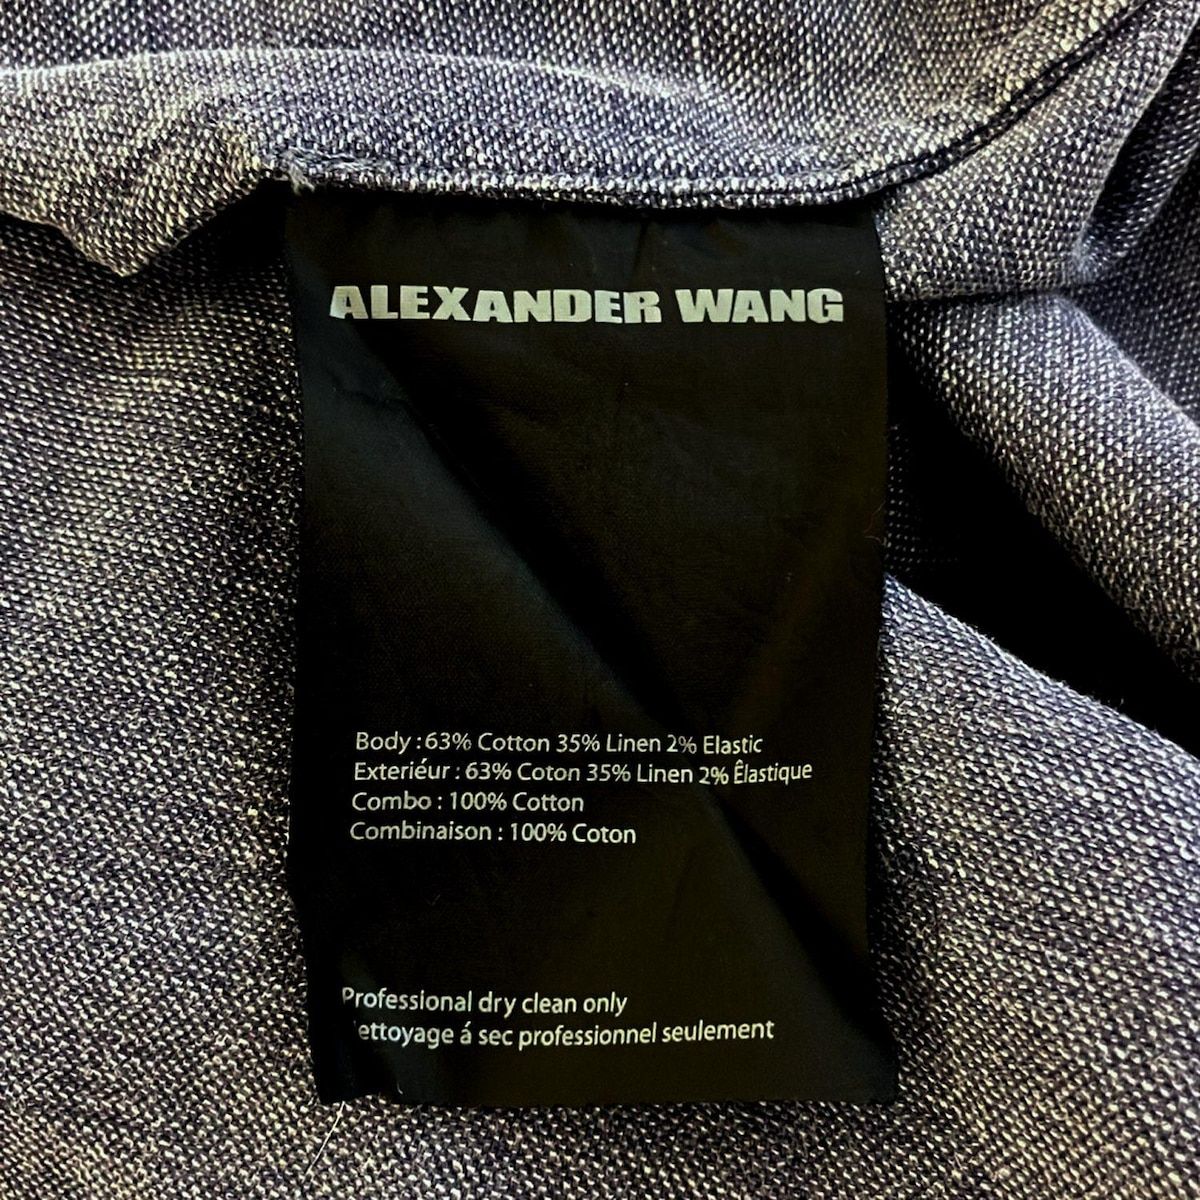 ALEXANDER WANG
Body : 63% Cotton 35% Linen 2% Elastic
Exteriéur : 63% Coton 35% Linen 2% Êlastique
Combo : 100% Cotton
Combinaison : 100% Coton
Professional dry clean only
ettoyage á sec professionnel seulement